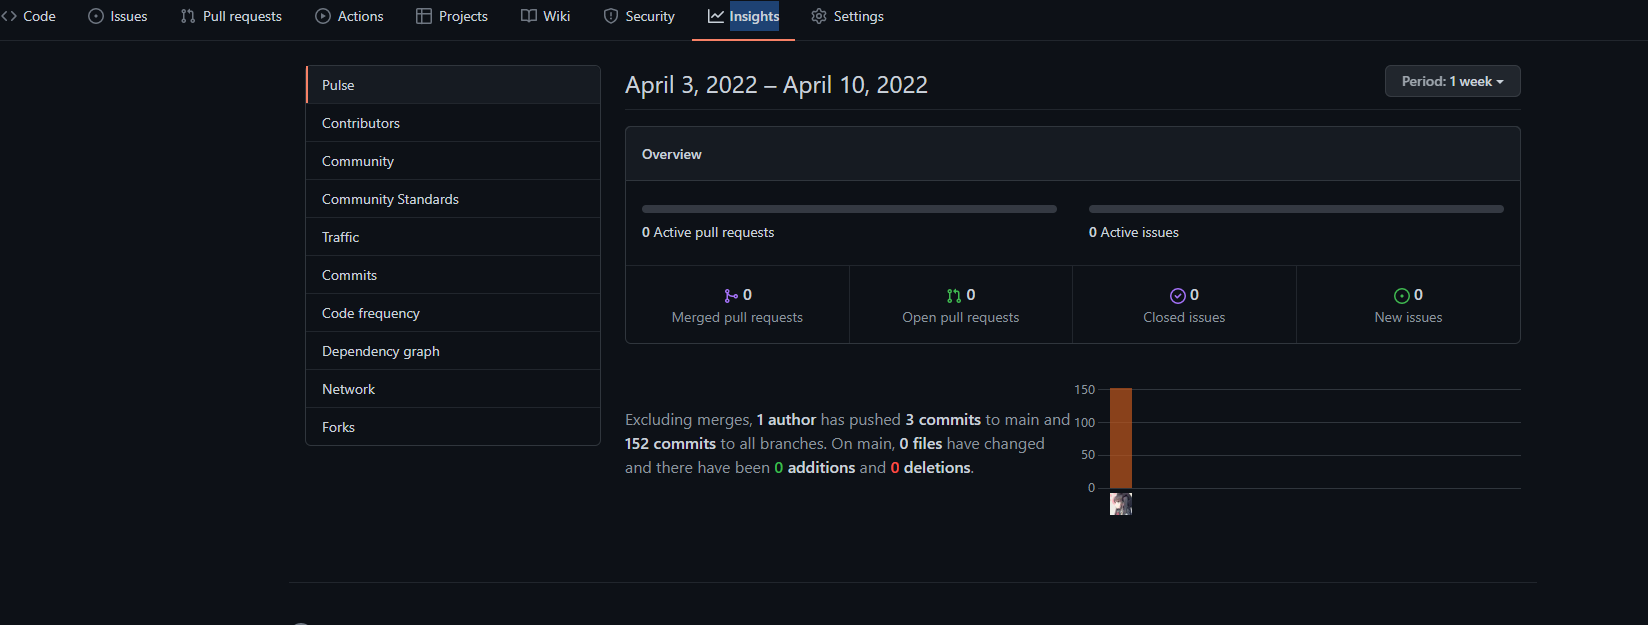 Code Issues Pull requests Actions Projects Wiki Security Insights Settings
Pulse
Contributors
Community
Community Standards
Traffic
Commits
Code frequency
Dependency graph
Network
Forks
April 3, 2022 – April 10, 2022
Period: 1 week
Overview
0 Active pull requests
0 Active issues
0
Merged pull requests
0
Open pull requests
0
Closed issues
0
New issues
Excluding merges, 1 author has pushed 3 commits to main and
152 commits to all branches. On main, 0 files have changed
and there have been 0 additions and 0 deletions.
150
100
50
0